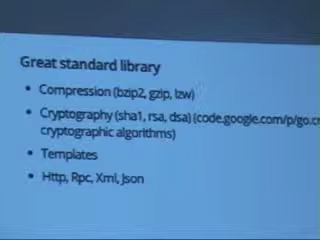 Great standard library
• Compression (bzip2, gzip, lzw)
• Cryptography (sha1, rsa, dsa) (code.google.com/p/go.cr
cryptographic algorithms)
• Templates
• Http, Rpc, Xml, Json